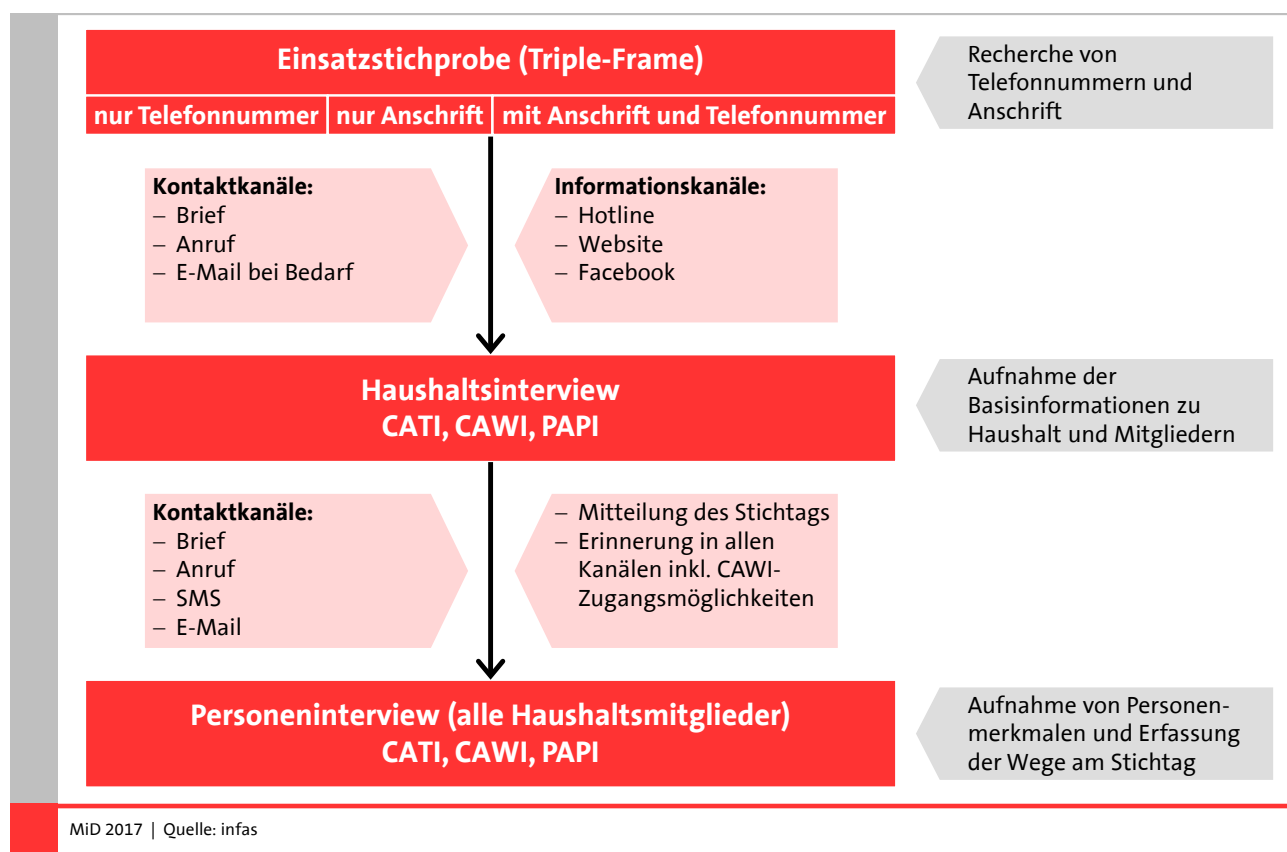 Einsatzstichprobe (Triple-Frame)
nur Telefonnummer
nur Anschrift
mit Anschrift und Telefonnummer
Recherche von
Telefonnummern und
Anschrift
Kontaktkanäle:
– Brief
– Anruf
– E-Mail bei Bedarf
Informationskanäle:
– Hotline
– Website
– Facebook
Haushaltsinterview
CATI, CAWI, PAPI
Aufnahme der
Basisinformationen zu
Haushalt und Mitgliedern
Kontaktkanäle:
– Brief
– Anruf
– SMS
– E-Mail
– Mitteilung des Stichtags
– Erinnerung in allen
Kanälen inkl. CAWI-
Zugangsmöglichkeiten
Personeninterview (alle Haushaltsmitglieder)
CATI, CAWI, PAPI
Aufnahme von Personen-
merkmalen und Erfassung
der Wege am Stichtag
MiD 2017 | Quelle: infas